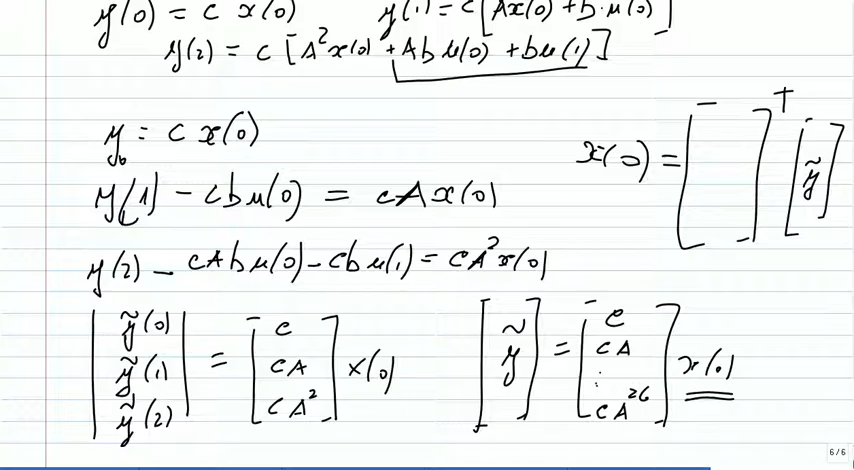 y(0) = c x(0)    y(1) = c [Ax(0) + b·u(0)]
y(2) = c [A²x(0) + Ab u(0) + bu(1)]
y₀ = c x(0)
x(0) = [ ]⁺ [ỹ]
y(1) - cbu(0) = cAx(0)
y(2) - cAbu(0) - cbu(1) = cA²x(0)
ỹ(0)
ỹ(1)
ỹ(2)
=
c
cA
cA²
x(0)
ỹ
=
c
cA
:
cA²⁶
x(0)
6/6